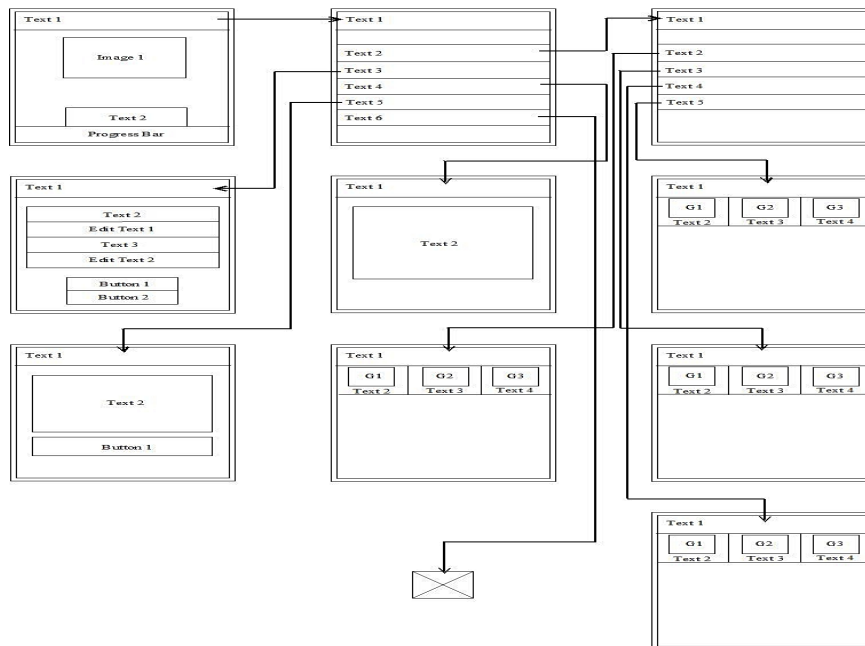 Text 1
Image 1
Text 2
Progress Bar
Text 1
Text 2
Text 3
Text 4
Text 5
Text 6
Text 1
Text 2
Text 3
Text 4
Text 5
Text 1
Text 2
Edit Text 1
Text 3
Edit Text 2
Button 1
Button 2
Text 1
Text 2
Text 1
G1 G2 G3
Text 2 Text 3 Text 4
Text 1
Text 2
Button 1
Text 1
G1 G2 G3
Text 2 Text 3 Text 4
Text 1
G1 G2 G3
Text 2 Text 3 Text 4
Text 1
G1 G2 G3
Text 2 Text 3 Text 4